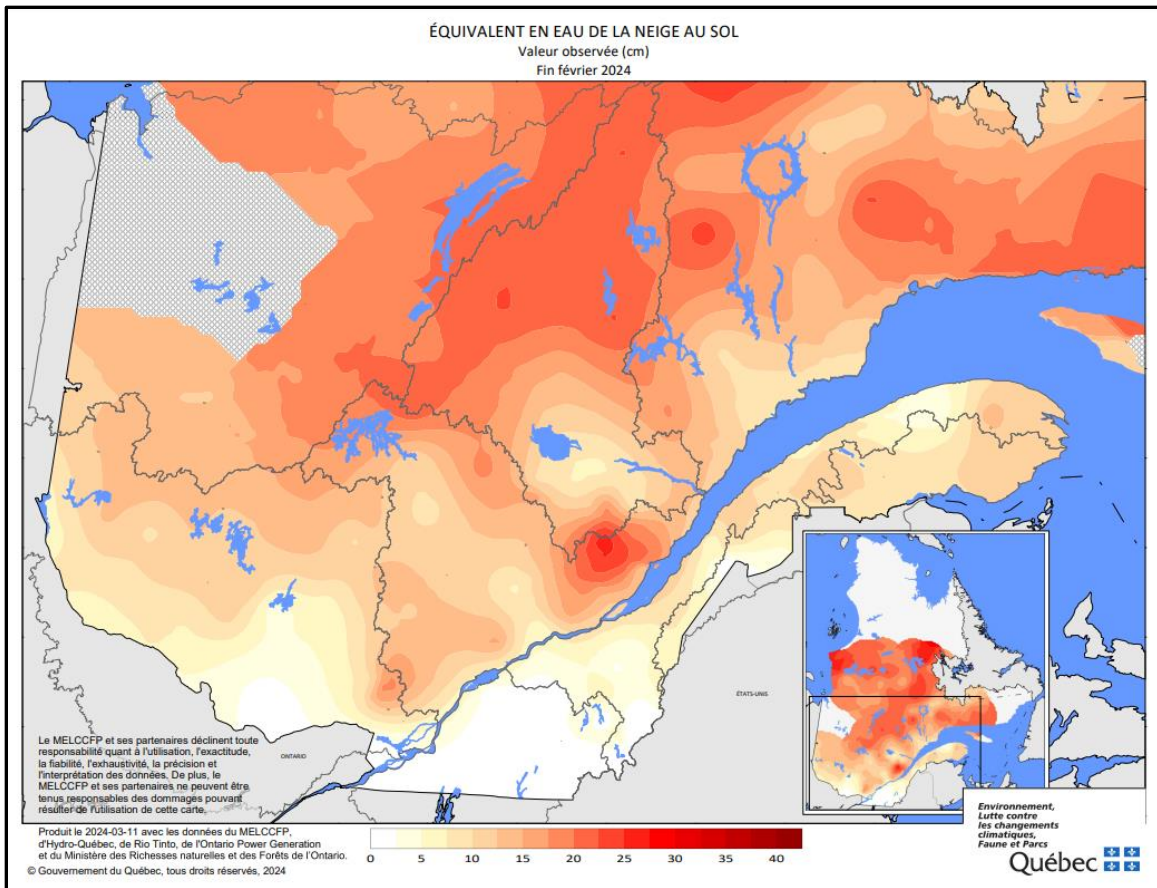 ÉQUIVALENT EN EAU DE LA NEIGE AU SOL
Valeur observée (cm)
Fin février 2024
ÉTATS-UNIS
ONTARIO
Le MELCCFP et ses partenaires déclinent toute
responsabilité quant à l'utilisation, l'exactitude,
la fiabilité, l'exhaustivité, la précision et
l'interprétation des données. De plus, le
MELCCFP et ses partenaires ne peuvent être
tenus responsables des dommages pouvant
résulter de l'utilisation de cette carte.
Produit le 2024-03-11 avec les données du MELCCFP,
d'Hydro-Québec, de Rio Tinto, de l'Ontario Power Generation
et du Ministère des Richesses naturelles et des Forêts de l'Ontario.
© Gouvernement du Québec, tous droits réservés, 2024
0 5 10 15 20 25 30 35 40
Environnement,
Lutte contre
les changements
climatiques,
Faune et Parcs
Québec